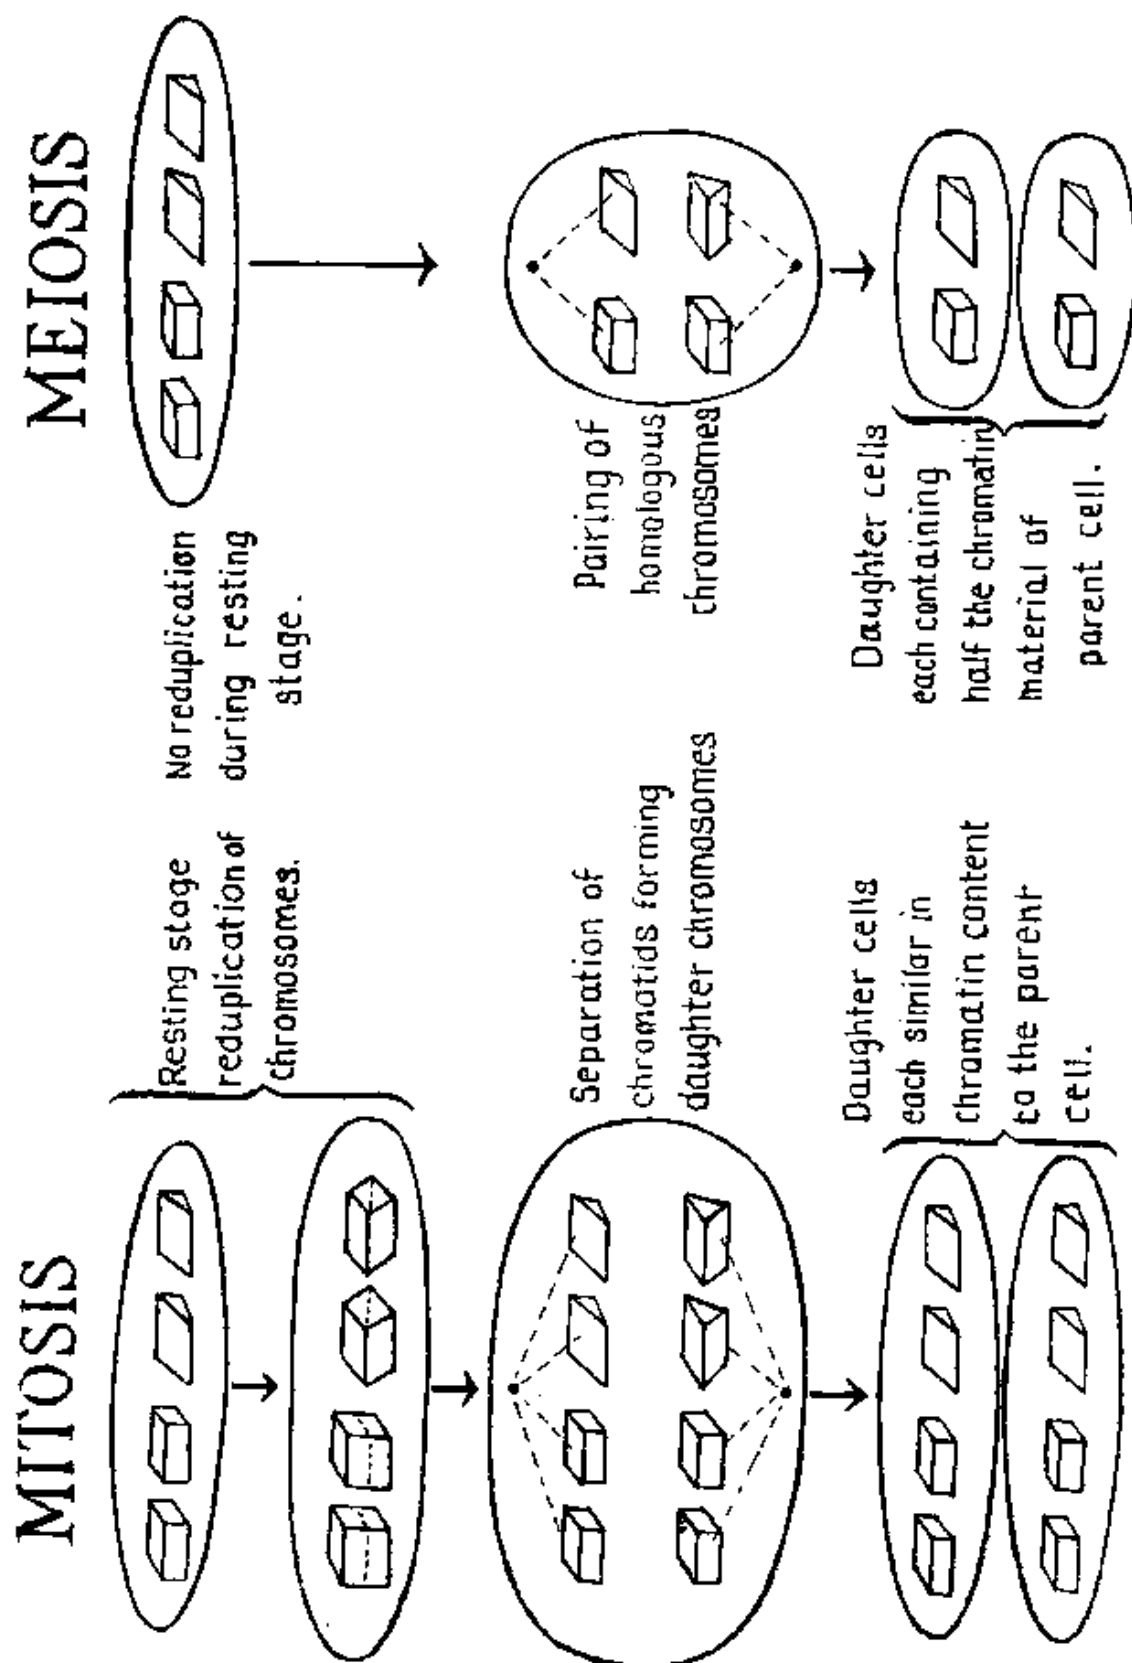 MITOSIS
MEIOSIS
Resting stage
reduplication of
chromosomes.
No reduplication
during resting
stage.
Separation of
chromatids forming
daughter chromosomes
Pairing of
homologous
chromosomes
Daughter cells
each similar in
chromatin content
to the parent
cell.
Daughter cells
each containing
half the chromatin
material of
parent cell.